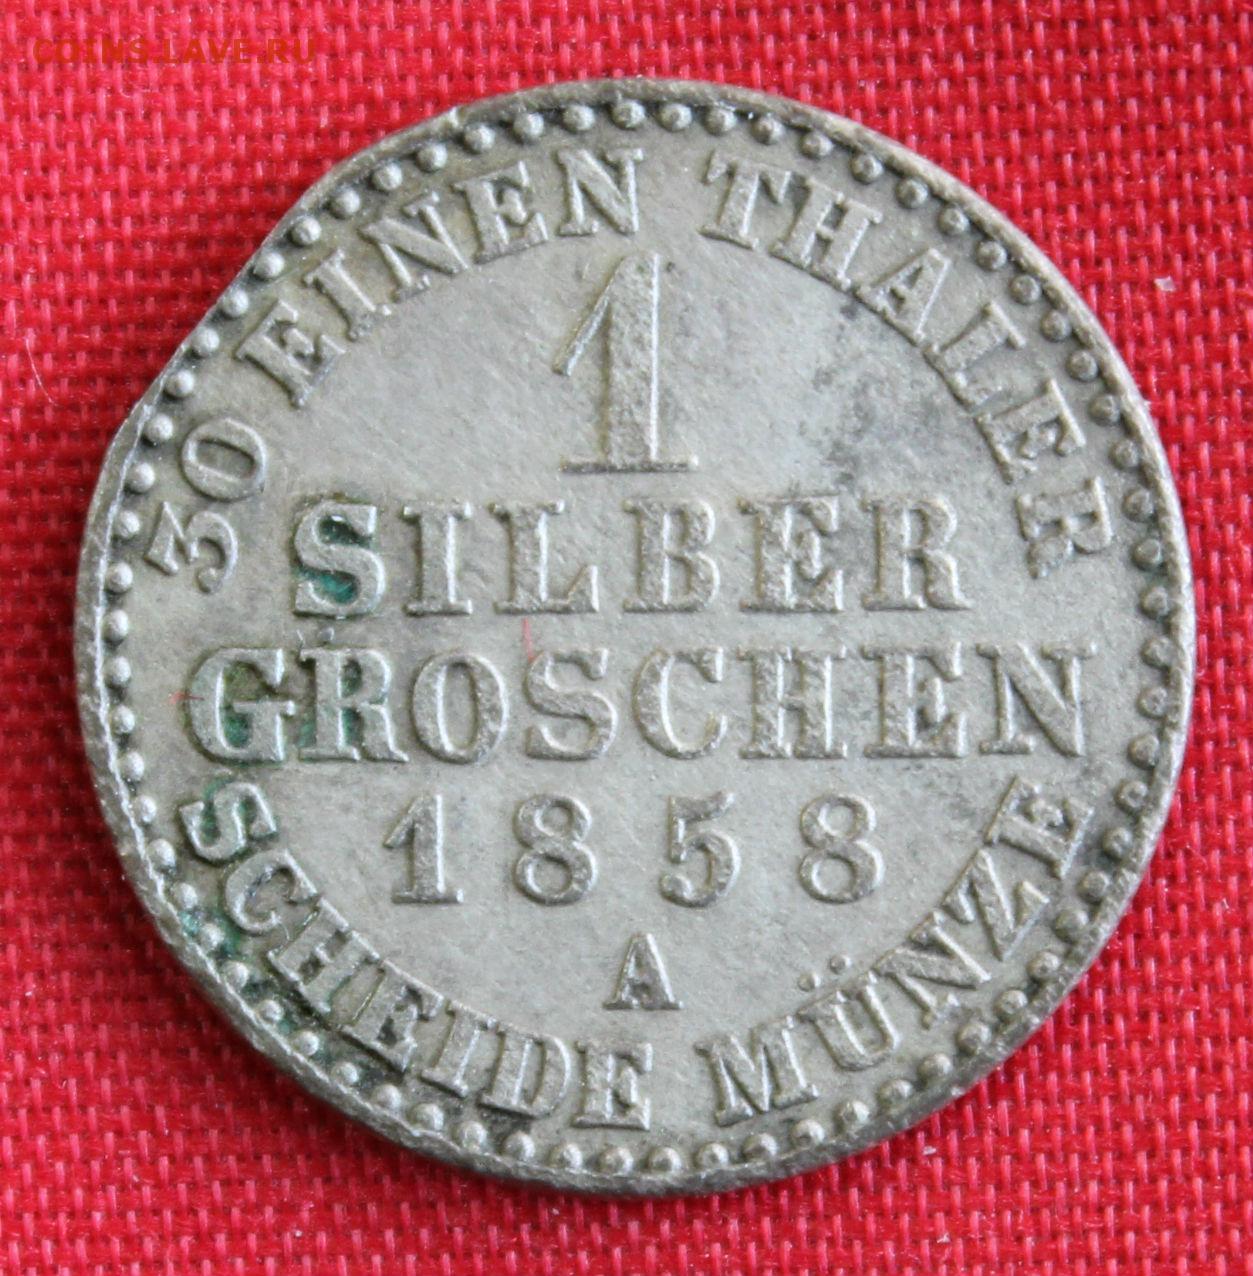 COINS.LAVE.RU
30 EINEN THALER
1
SILBER
GROSCHEN
1858
A
SCHEIDE MÜNZE